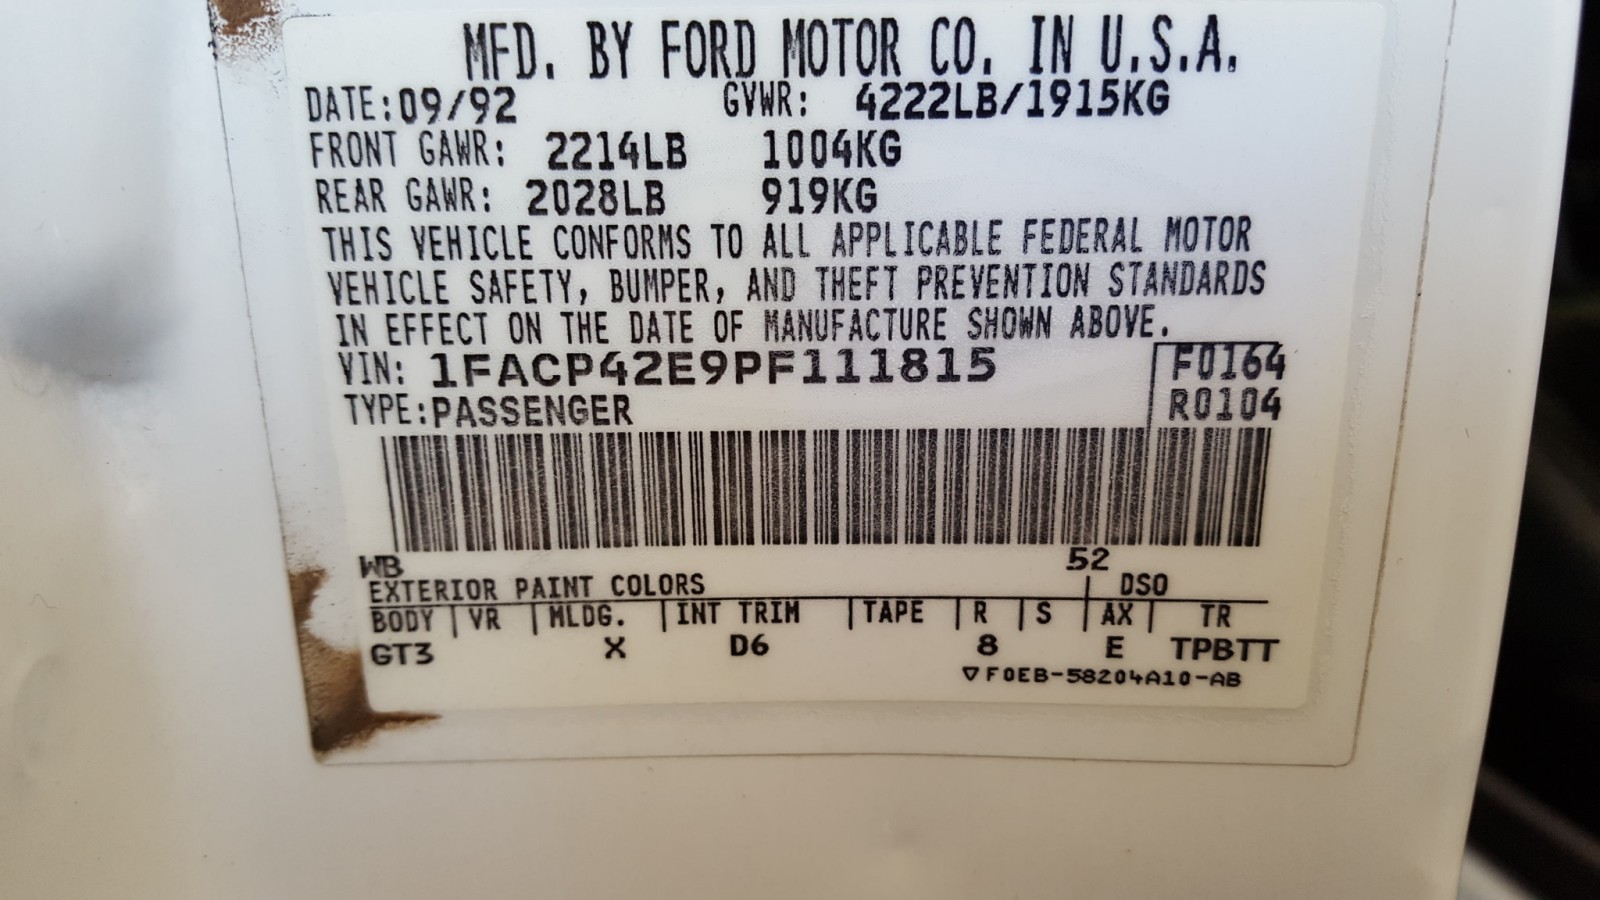 MFD. BY FORD MOTOR CO. IN U.S.A.
DATE:09/92 GVWR: 4222LB/1915KG
FRONT GAWR: 2214LB 1004KG
REAR GAWR: 2028LB 919KG
THIS VEHICLE CONFORMS TO ALL APPLICABLE FEDERAL MOTOR
VEHICLE SAFETY, BUMPER, AND THEFT PREVENTION STANDARDS
IN EFFECT ON THE DATE OF MANUFACTURE SHOWN ABOVE.
VIN: 1FACP42E9PF111815 F0164
TYPE:PASSENGER R0104
WB 52
EXTERIOR PAINT COLORS DSO
BODY VR MLDG. INT TRIM TAPE R S AX TR
GT3 X D6 8 E TPBTT
▽F0EB-58204A10-AB